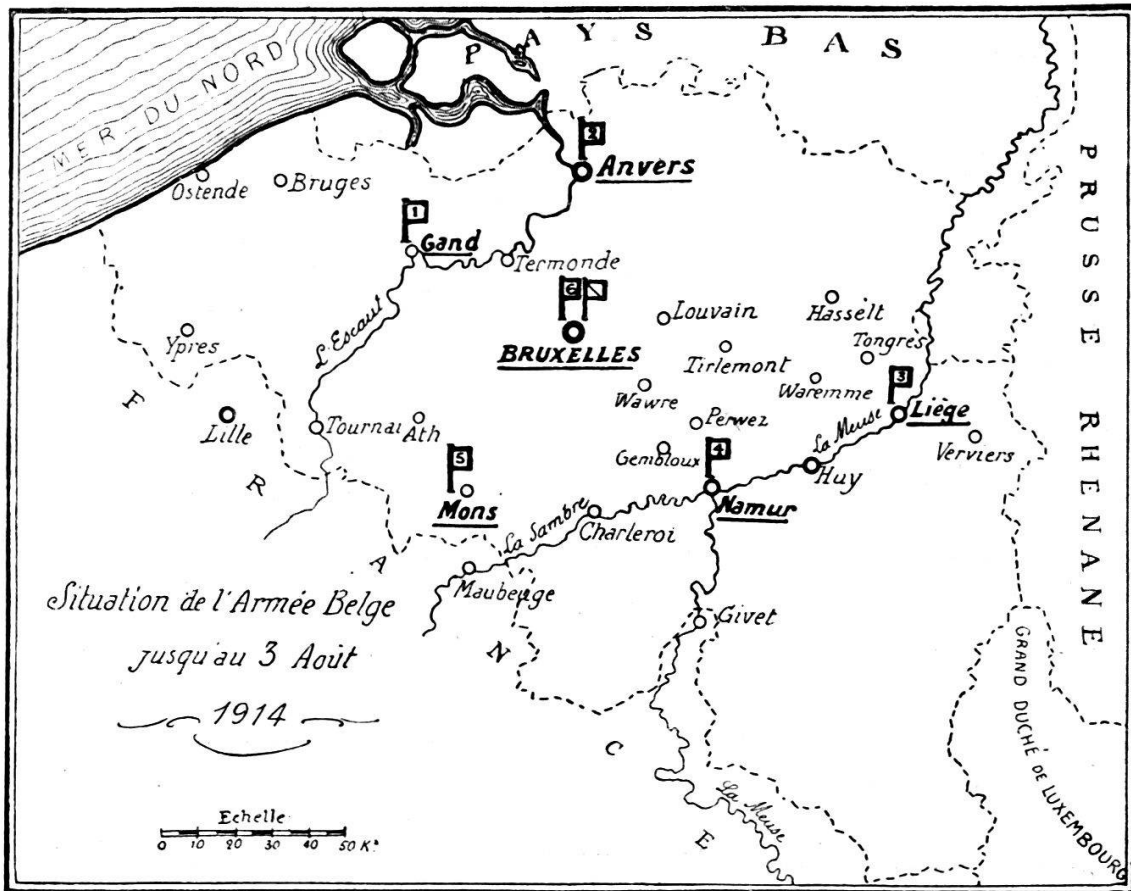 PAYS BAS
MER DU NORD
2
Anvers
Ostende
Bruges
1
Gand
Termonde
6
BRUXELLES
Louvain
Hasselt
Tirlemont
Tongres
Ypres
L'Escaut
Wawre
Waremme
3
Liège
Lille
Tournai
Ath
Perwez
La Meuse
Verviers
5
Gembloux
4
Huy
Mons
Namur
La Sambre
Charleroi
Maubeuge
Givet
FRANCE
PRUSSE RHENANE
GRAND DUCHÉ DE LUXEMBOURG
La Meuse
Situation de l'Armée Belge
jusqu'au 3 Août
1914
Echelle
0 10 20 30 40 50 K.s